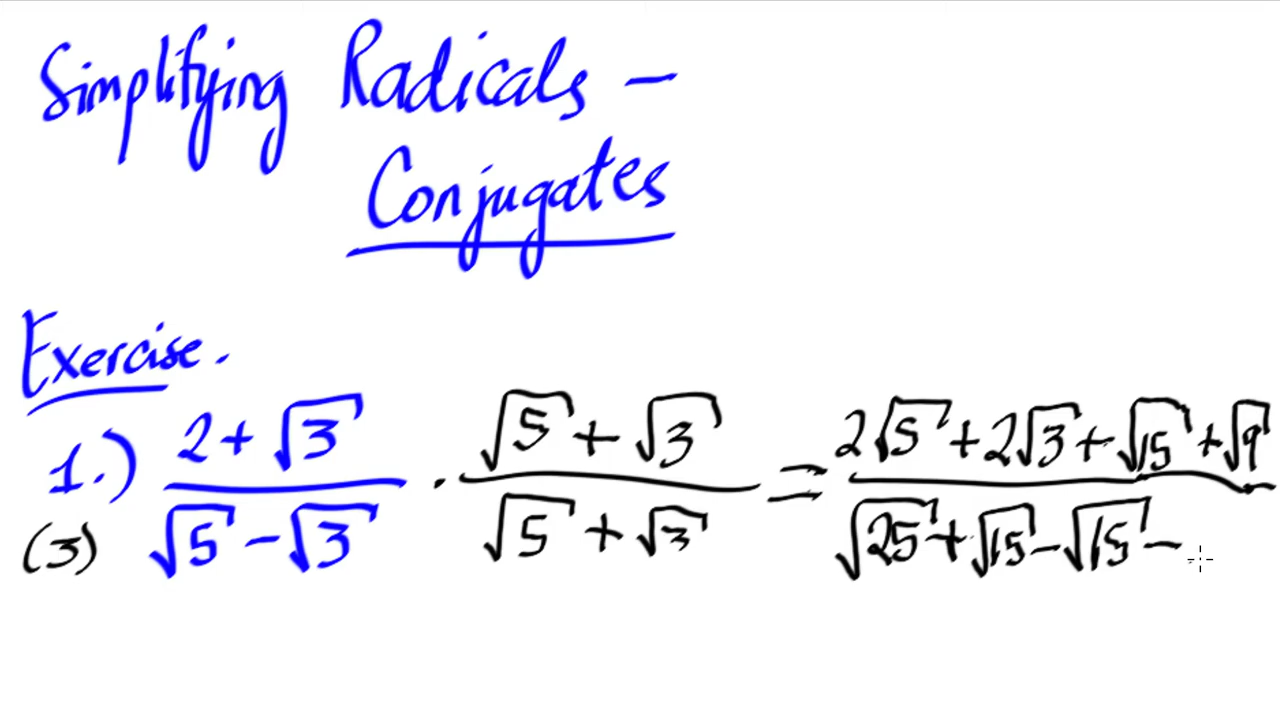 Simplifying Radicals -
Conjugates
Exercise.
1.) (2 + √3)/(√5 - √3) · (√5 + √3)/(√5 + √3) = (2√5 + 2√3 + √15 + √9)/(√25 + √15 - √15 -
(3)